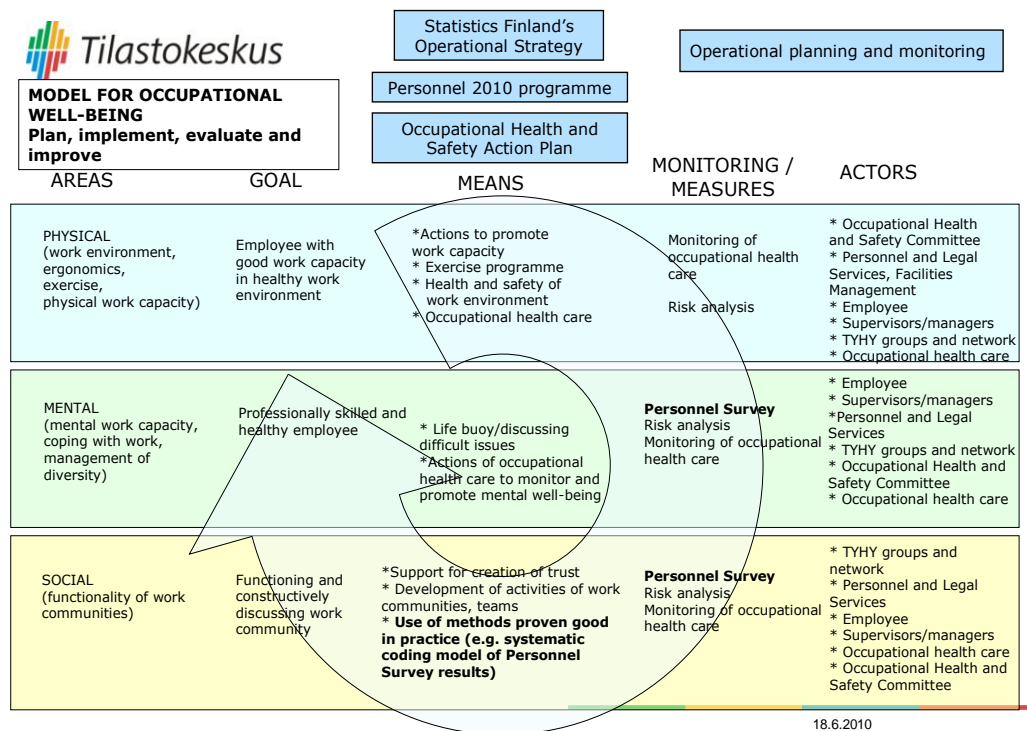 Tilastokeskus
Statistics Finland's
Operational Strategy
Operational planning and monitoring
Personnel 2010 programme
MODEL FOR OCCUPATIONAL
WELL-BEING
Plan, implement, evaluate and
improve
Occupational Health and
Safety Action Plan
AREAS
GOAL
MEANS
MONITORING /
MEASURES
ACTORS
PHYSICAL
(work environment,
ergonomics,
exercise,
physical work capacity)
Employee with
good work capacity
in healthy work
environment
*Actions to promote
work capacity
* Exercise programme
* Health and safety of
work environment
* Occupational health care
Monitoring of
occupational health
care
Risk analysis
* Occupational Health
and Safety Committee
* Personnel and Legal
Services, Facilities
Management
* Employee
* Supervisors/managers
* TYHY groups and network
* Occupational health care
MENTAL
(mental work capacity,
coping with work,
management of
diversity)
Professionally skilled and
healthy employee
* Life buoy/discussing
difficult issues
*Actions of occupational
health care to monitor and
promote mental well-being
Personnel Survey
Risk analysis
Monitoring of occupational
health care
* Employee
* Supervisors/managers
*Personnel and Legal
Services
* TYHY groups and network
* Occupational Health and
Safety Committee
* Occupational health care
SOCIAL
(functionality of work
communities)
Functioning and
constructively
discussing work
community
*Support for creation of trust
* Development of activities of work
communities, teams
* Use of methods proven good
in practice (e.g. systematic
coding model of Personnel
Survey results)
Personnel Survey
Risk analysis
Monitoring of occupational
health care
* TYHY groups and
network
* Personnel and Legal
Services
* Employee
* Supervisors/managers
* Occupational health care
* Occupational Health and
Safety Committee
18.6.2010